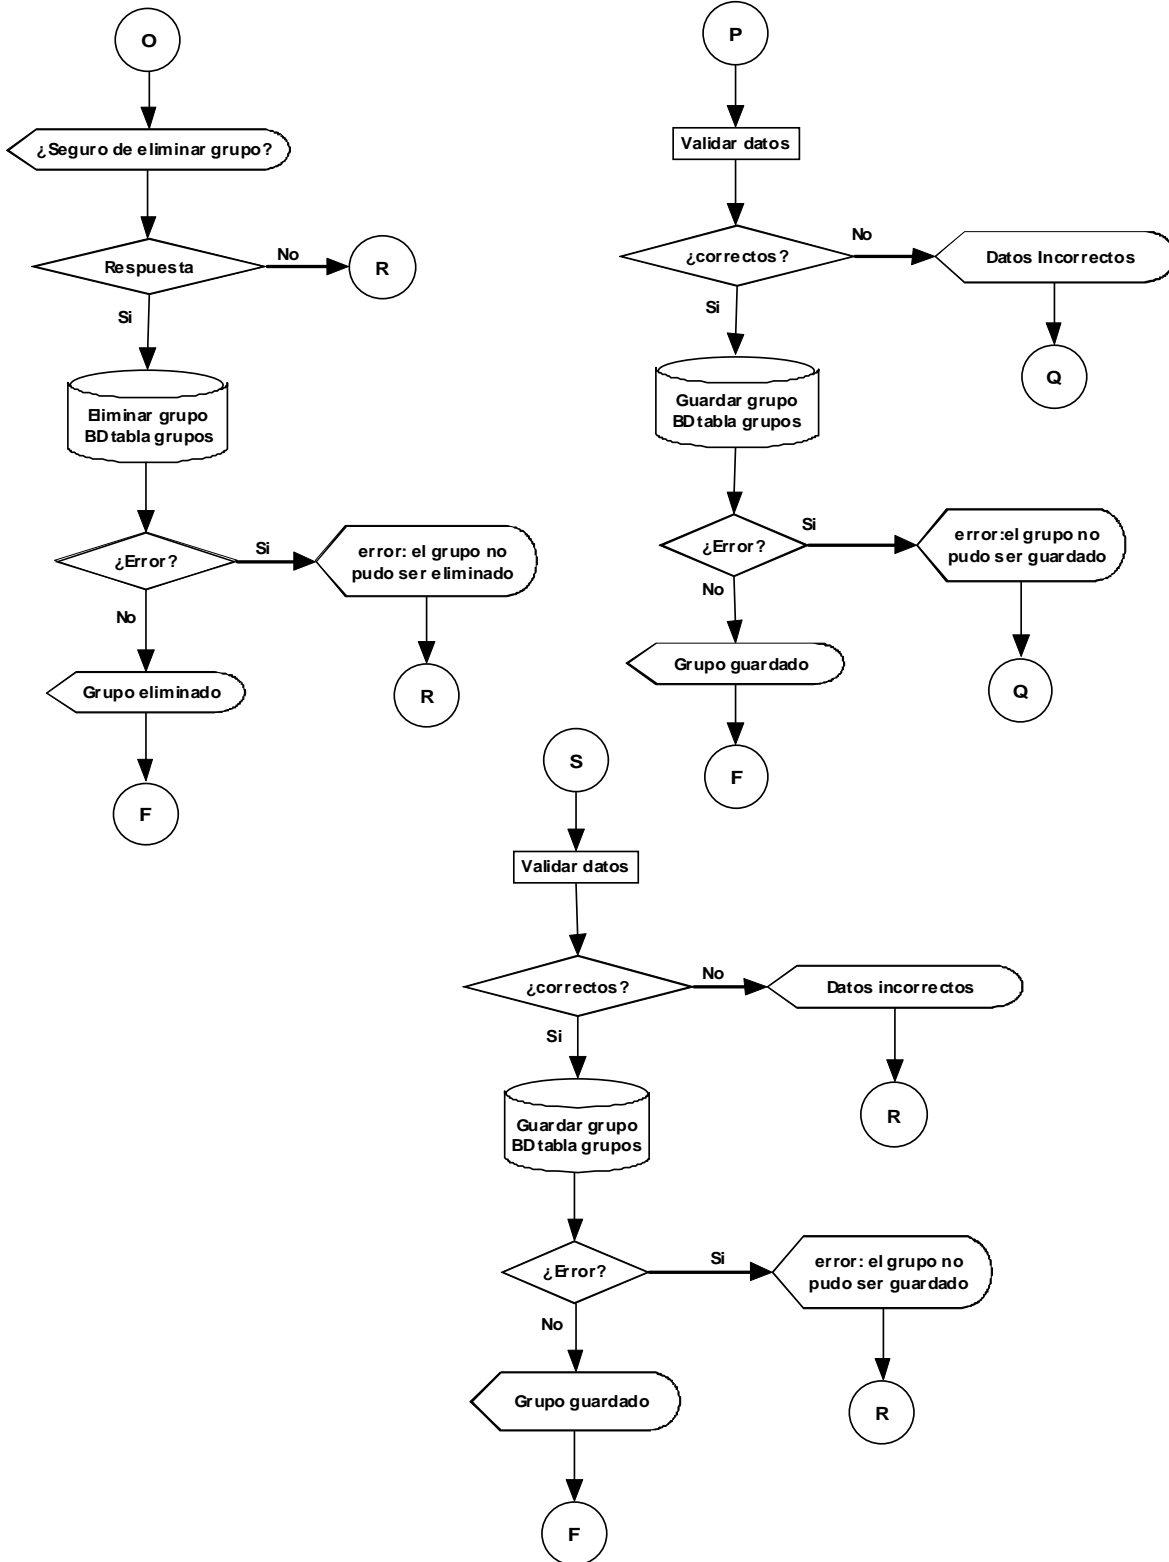 O
¿Seguro de eliminar grupo?
Respuesta
No
R
Si
Eliminar grupo
BD tabla grupos
¿Error?
Si
error: el grupo no
pudo ser eliminado
No
R
Grupo eliminado
F
P
Validar datos
¿correctos?
No
Datos Incorrectos
Si
Q
Guardar grupo
BD tabla grupos
¿Error?
Si
error:el grupo no
pudo ser guardado
No
Grupo guardado
Q
F
S
Validar datos
¿correctos?
No
Datos incorrectos
Si
R
Guardar grupo
BD tabla grupos
¿Error?
Si
error: el grupo no
pudo ser guardado
No
Grupo guardado
R
F